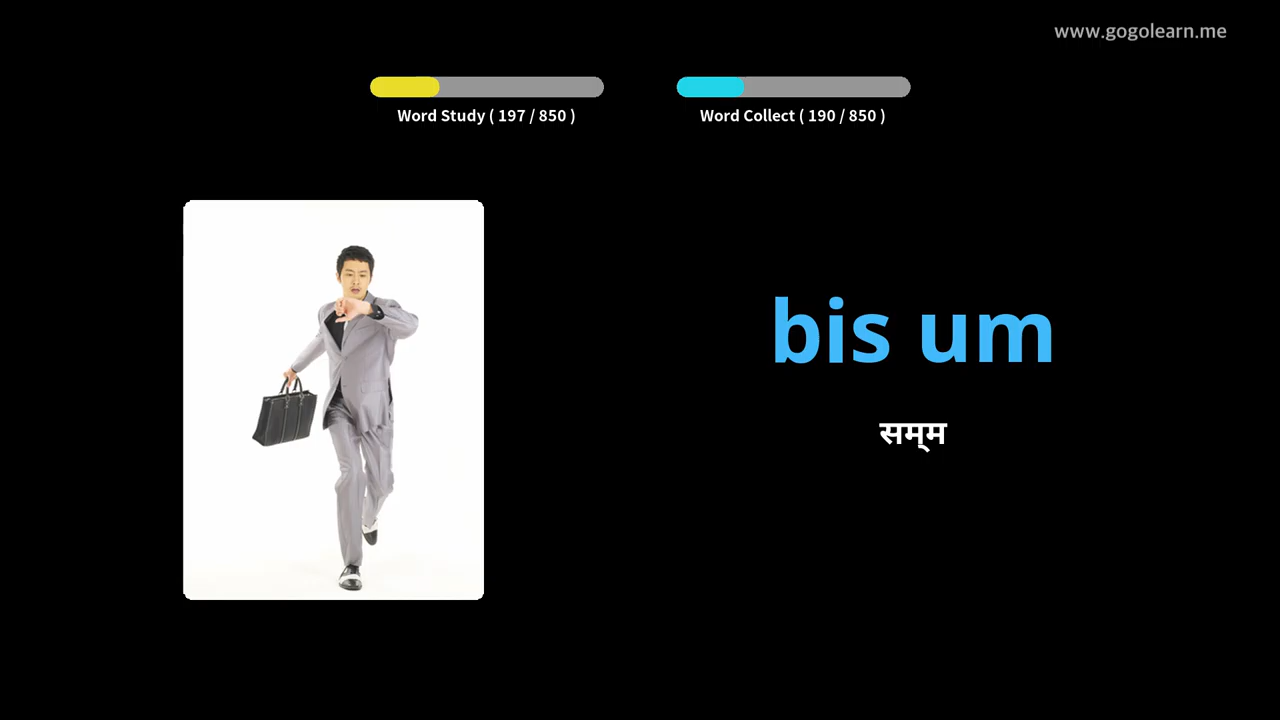 www.gogolearn.me
Word Study ( 197 / 850 )
Word Collect ( 190 / 850 )
bis um
सम्‌म